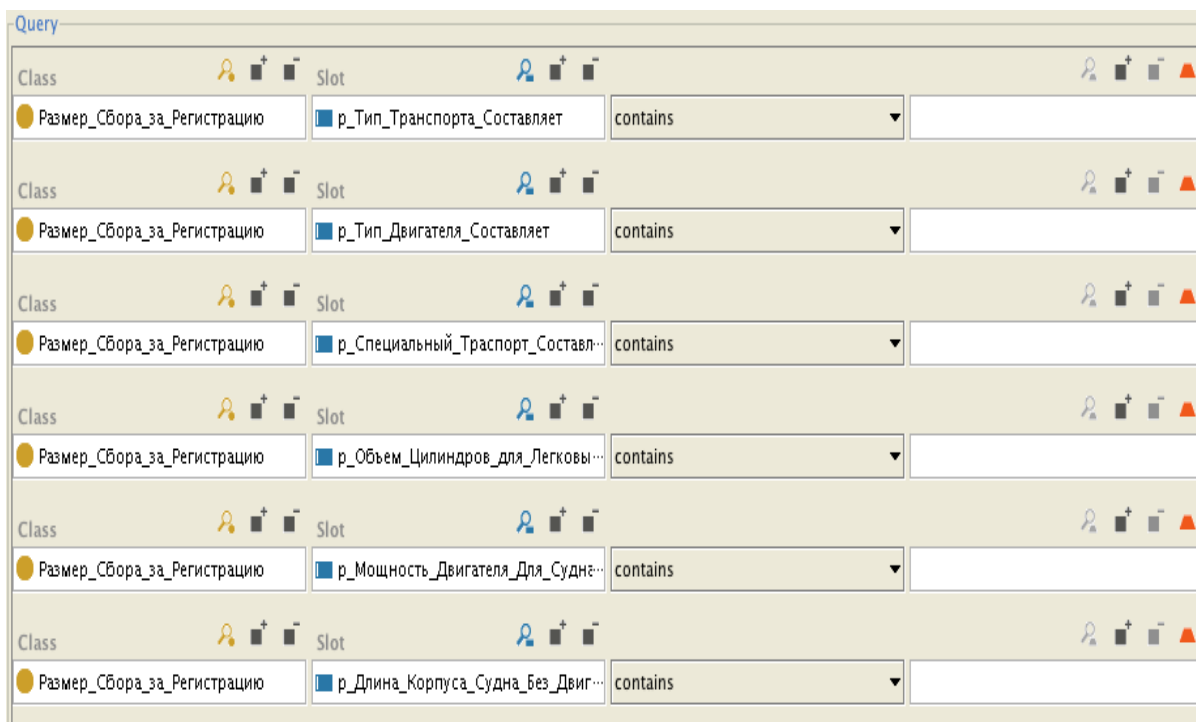 Query
Class Slot
Размер_Сбора_за_Регистрацию р_Тип_Транспорта_Составляет contains
Class Slot
Размер_Сбора_за_Регистрацию р_Тип_Двигателя_Составляет contains
Class Slot
Размер_Сбора_за_Регистрацию р_Специальный_Траспорт_Составл... contains
Class Slot
Размер_Сбора_за_Регистрацию р_Объем_Цилиндров_для_Легковы... contains
Class Slot
Размер_Сбора_за_Регистрацию р_Мощность_Двигателя_Для_Судна... contains
Class Slot
Размер_Сбора_за_Регистрацию р_Длина_Корпуса_Судна_Без_Двиг... contains